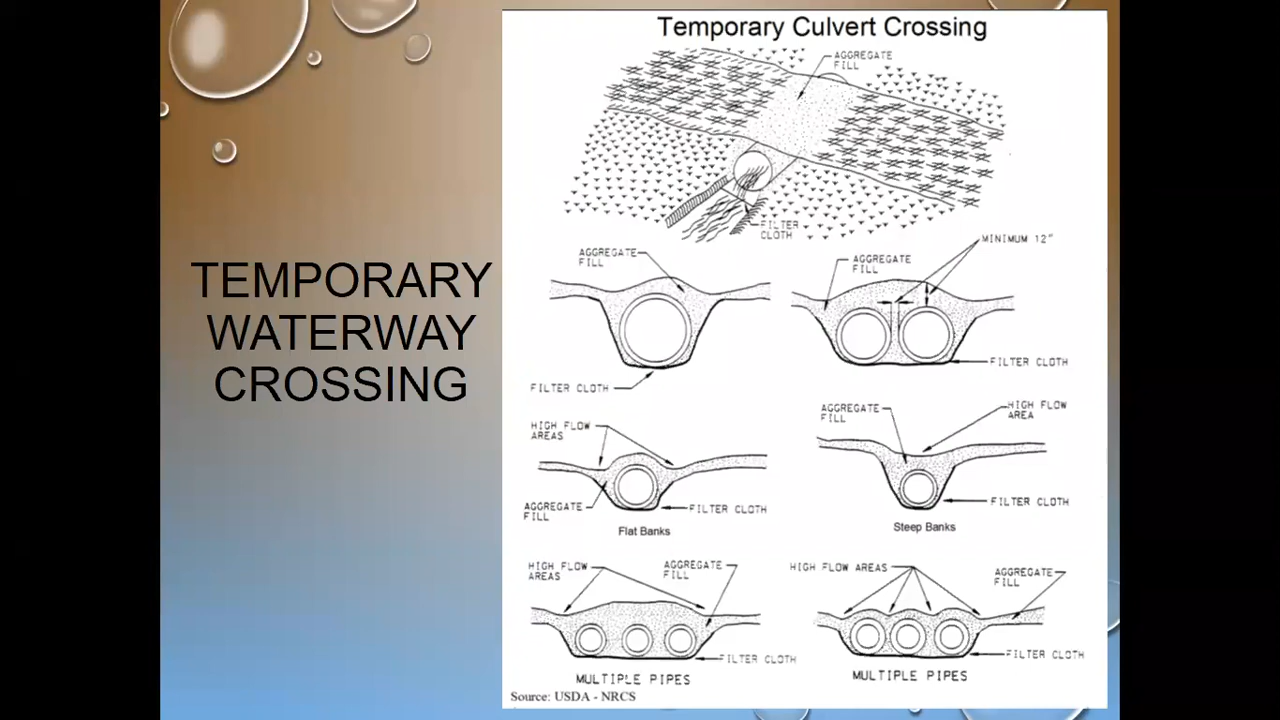 TEMPORARY
WATERWAY
CROSSING
Temporary Culvert Crossing
AGGREGATE
FILL
FILTER
CLOTH
MINIMUM 12"
AGGREGATE
FILL
AGGREGATE
FILL
FILTER CLOTH
FILTER CLOTH
HIGH FLOW
AREAS
AGGREGATE
FILL
FILTER CLOTH
Flat Banks
AGGREGATE
FILL
HIGH FLOW
AREA
FILTER CLOTH
Steep Banks
HIGH FLOW
AREAS
AGGREGATE
FILL
FILTER CLOTH
MULTIPLE PIPES
HIGH FLOW AREAS
AGGREGATE
FILL
FILTER CLOTH
MULTIPLE PIPES
Source: USDA - NRCS